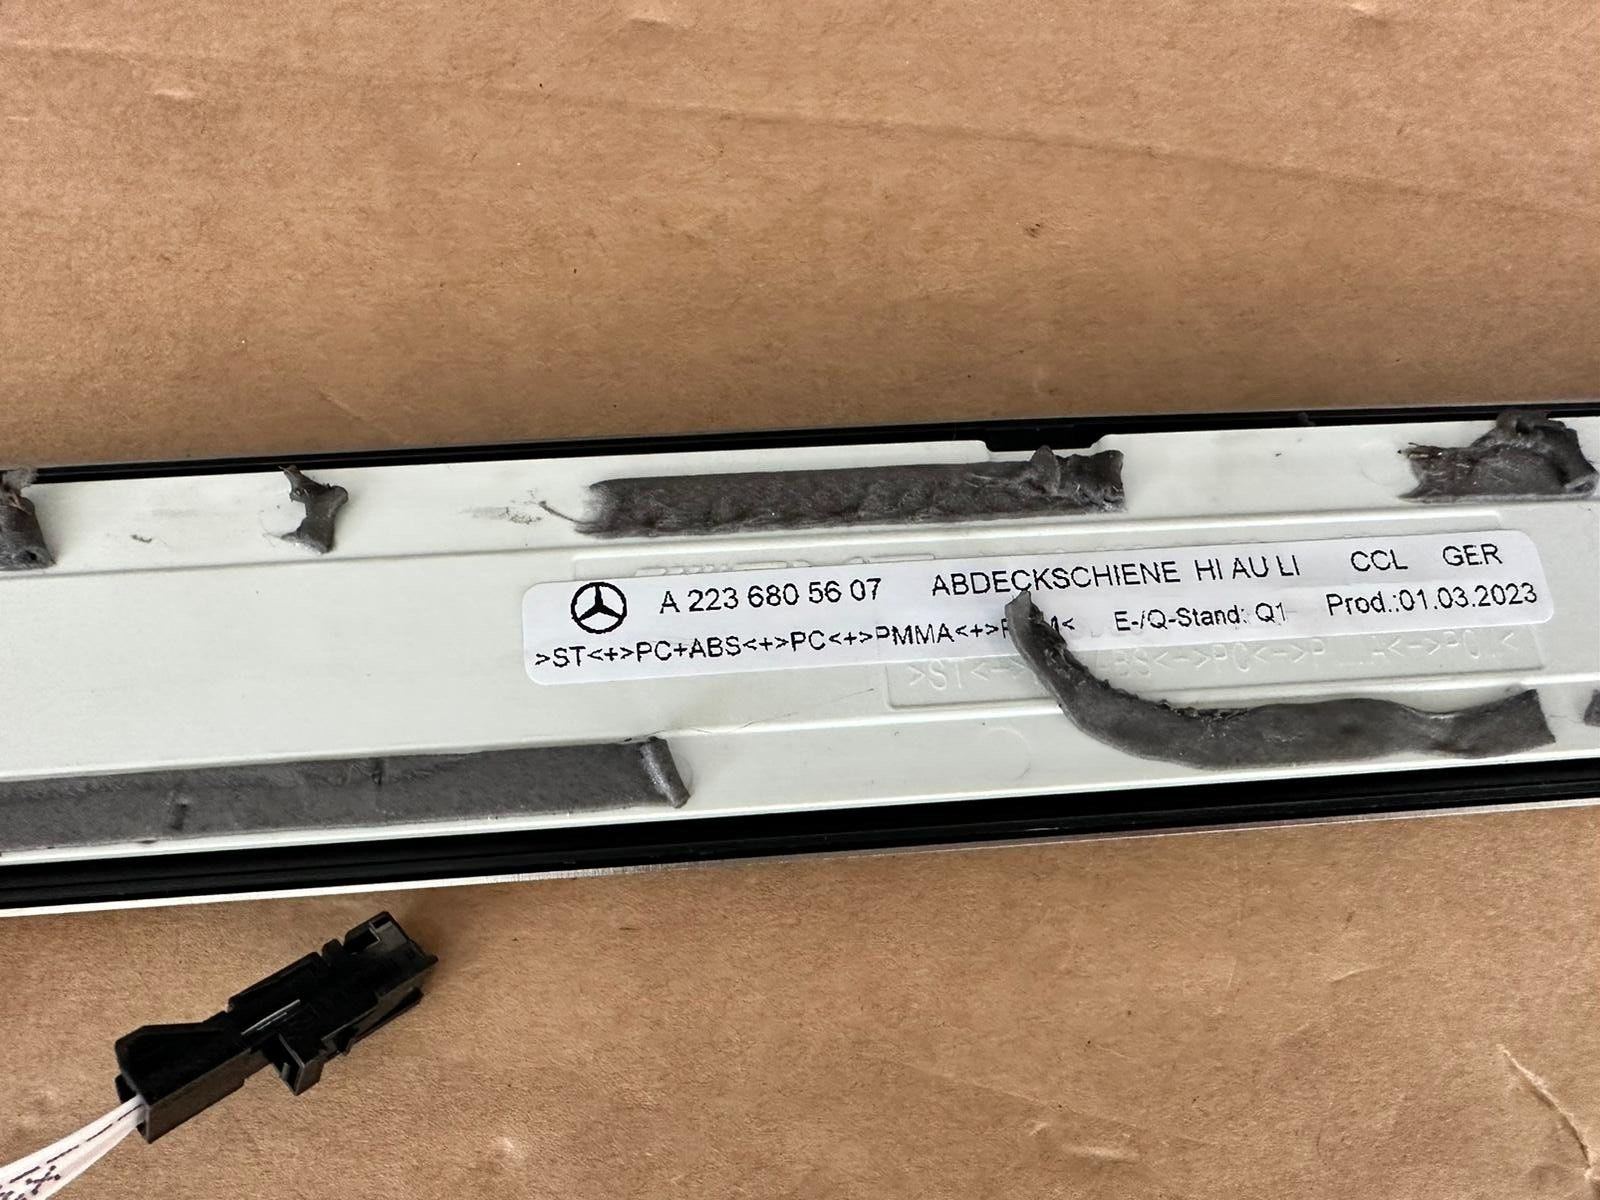 A 223 680 56 07 ABDECKSCHIENE HI AU LI CCL GER
>ST<+>PC+ABS<+>PC<+>PMMA<+> E-/Q-Stand: Q1 Prod.:01.03.2023
>ST<+>